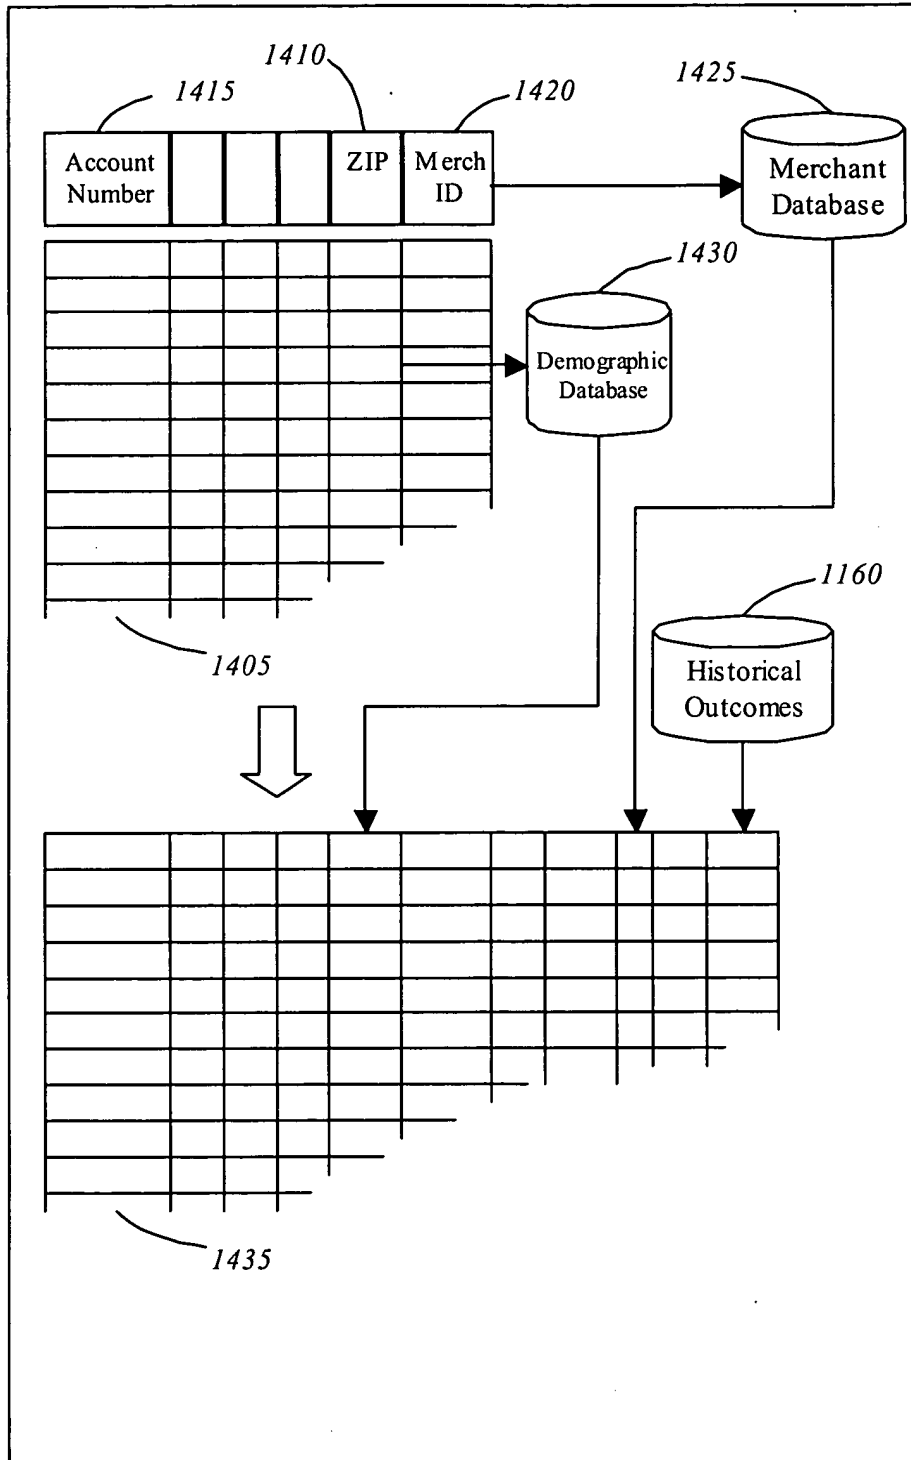 1410
1415
1420
1425
Account
Number
ZIP
Merch
ID
Merchant
Database
1430
Demographic
Database
1160
1405
Historical
Outcomes
1435